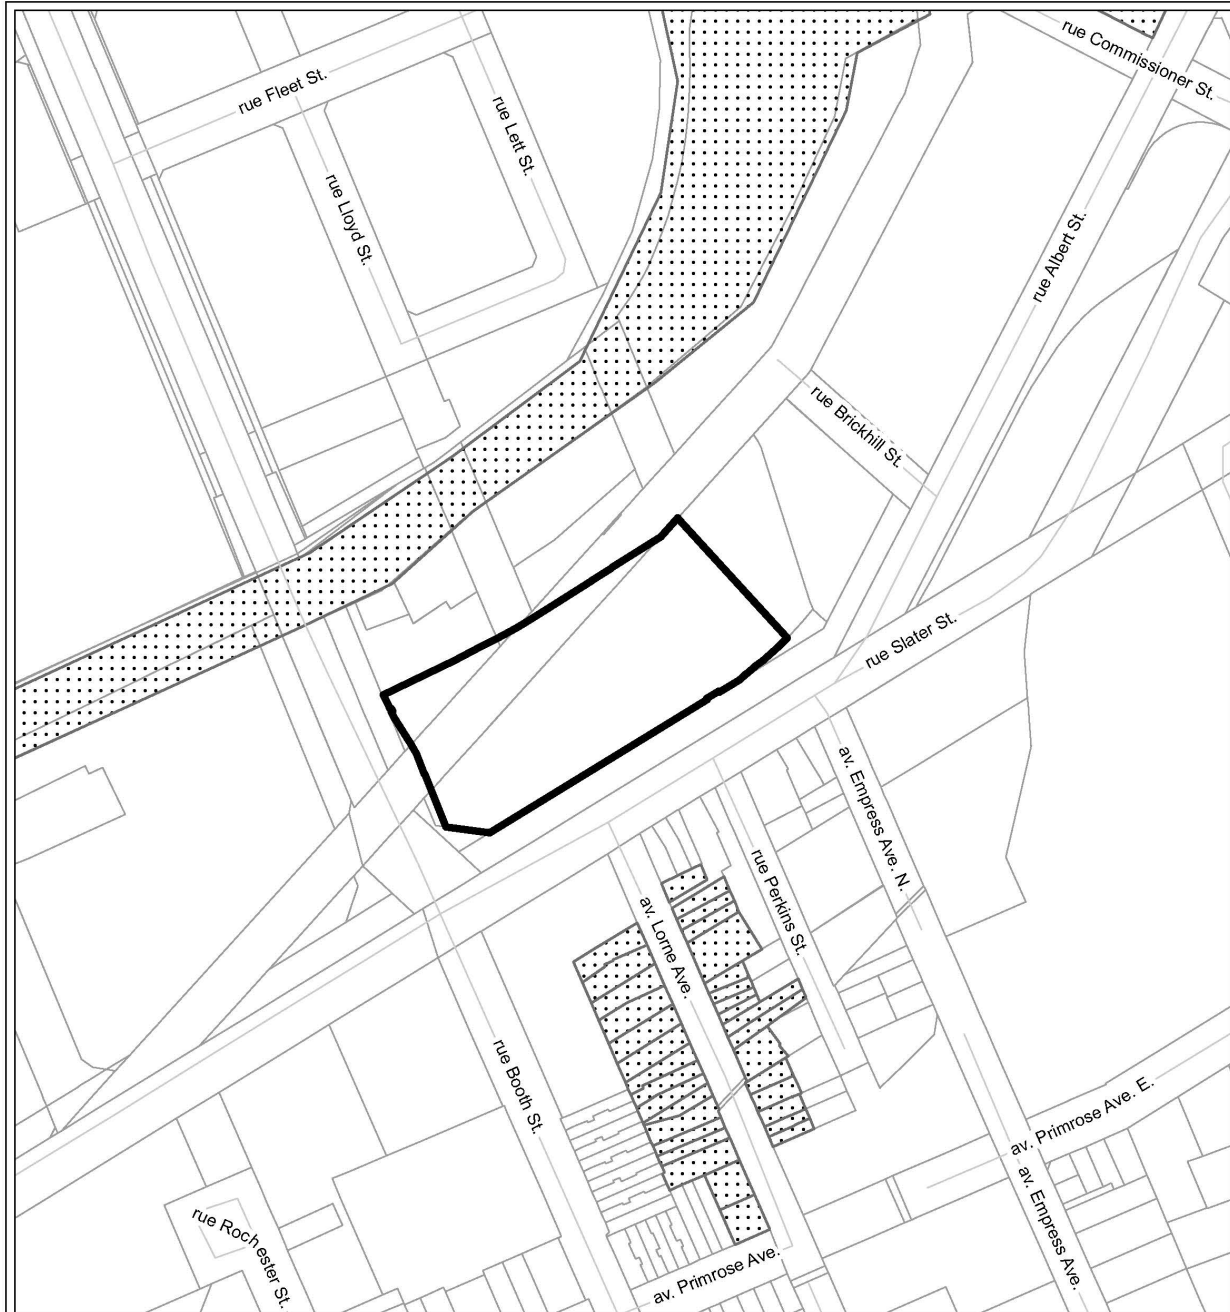 rue Commissioner St.
rue Fleet St.
rue Lett St.
rue Lloyd St.
rue Albert St.
rue Brickhill St.
rue Slater St.
av. Empress Ave. N.
rue Perkins St.
av. Lorne Ave.
rue Booth St.
av. Primrose Ave. E.
rue Rochester St.
av. Empress Ave.
av. Primrose Ave.